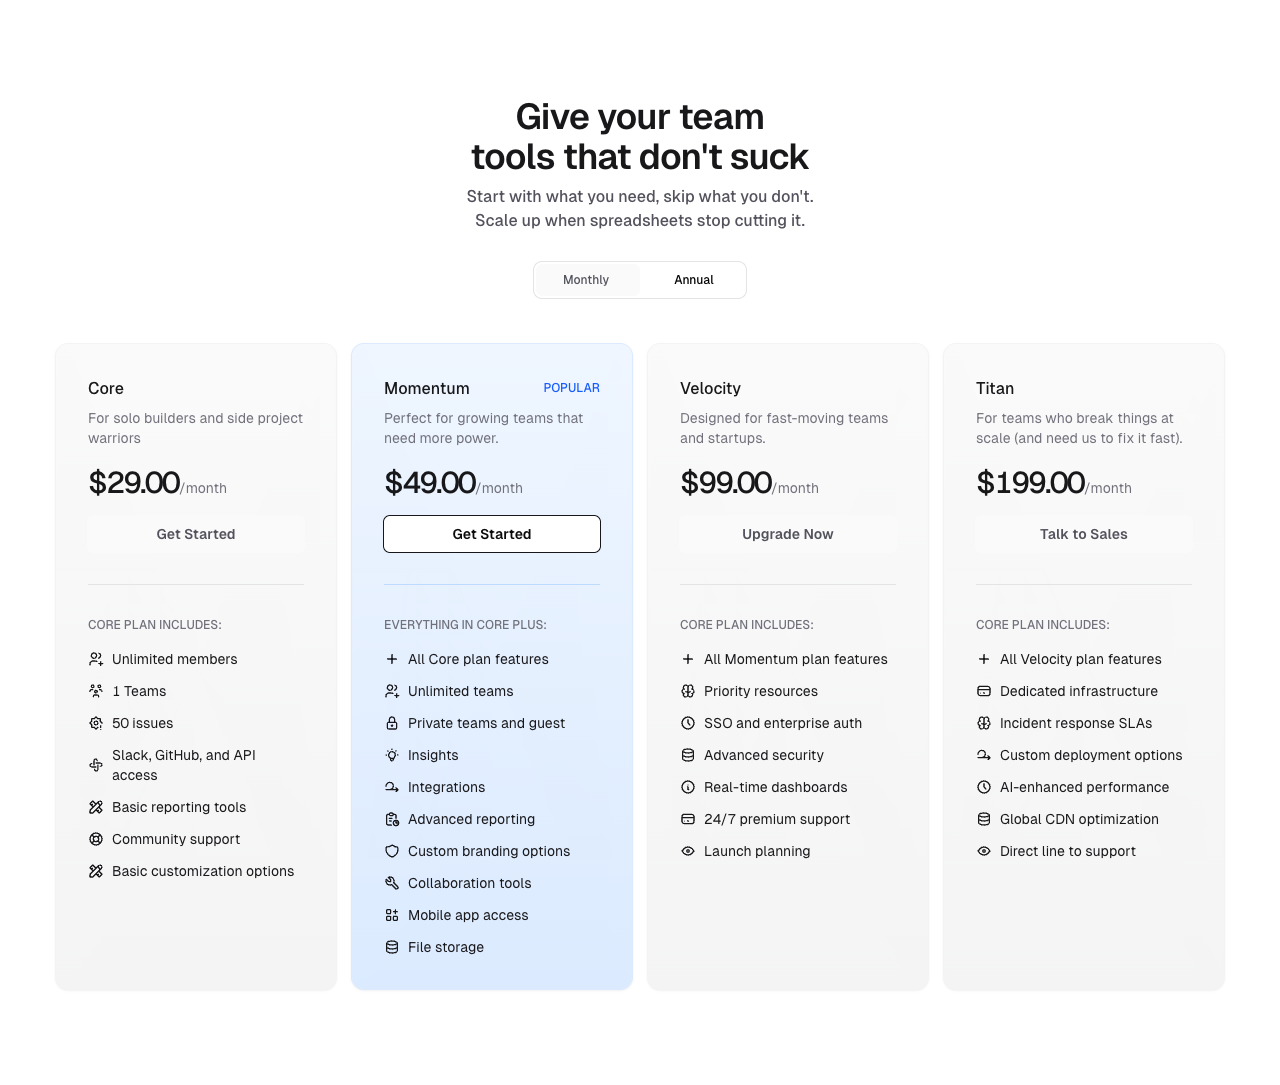 Give your team
tools that don't suck
Start with what you need, skip what you don't.
Scale up when spreadsheets stop cutting it.
Monthly
Annual
Core
For solo builders and side project
warriors
$29.00/month
Get Started
CORE PLAN INCLUDES:
Unlimited members
1 Teams
50 issues
Slack, GitHub, and API
access
Basic reporting tools
Community support
Basic customization options
Momentum
POPULAR
Perfect for growing teams that
need more power.
$49.00/month
Get Started
EVERYTHING IN CORE PLUS:
All Core plan features
Unlimited teams
Private teams and guest
Insights
Integrations
Advanced reporting
Custom branding options
Collaboration tools
Mobile app access
File storage
Velocity
Designed for fast-moving teams
and startups.
$99.00/month
Upgrade Now
CORE PLAN INCLUDES:
All Momentum plan features
Priority resources
SSO and enterprise auth
Advanced security
Real-time dashboards
24/7 premium support
Launch planning
Titan
For teams who break things at
scale (and need us to fix it fast).
$199.00/month
Talk to Sales
CORE PLAN INCLUDES:
All Velocity plan features
Dedicated infrastructure
Incident response SLAs
Custom deployment options
AI-enhanced performance
Global CDN optimization
Direct line to support